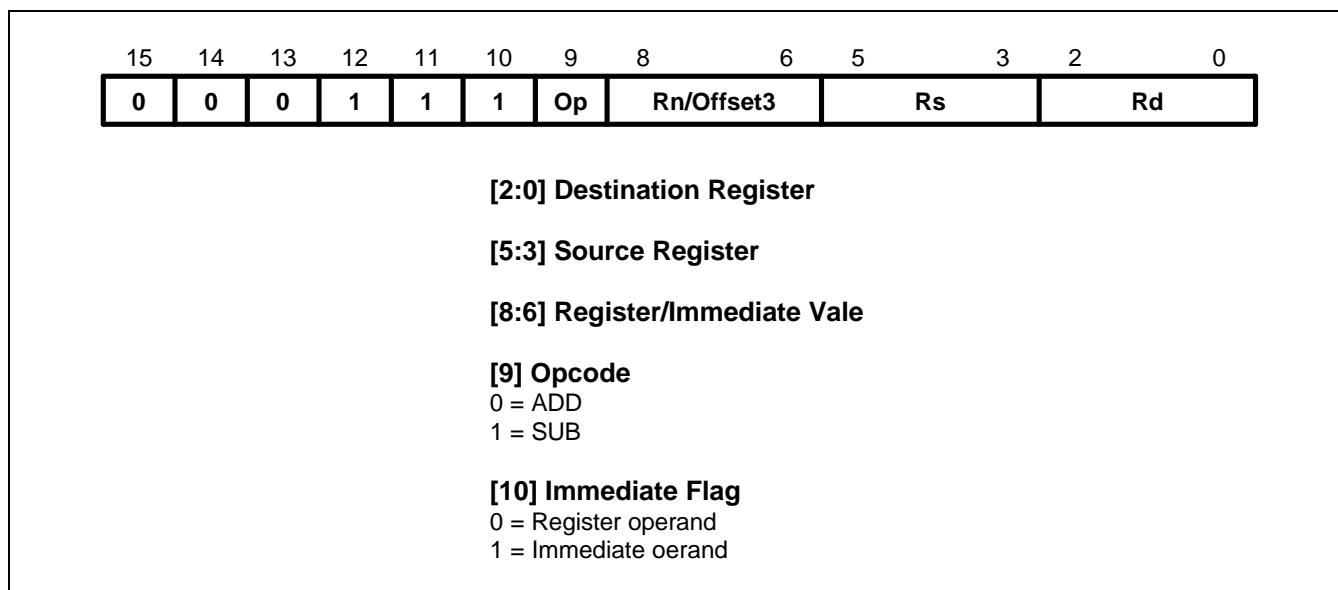 15 14 13 12 11 10 9 8 6 5 3 2 0
0 0 0 1 1 1 Op Rn/Offset3 Rs Rd
[2:0] Destination Register
[5:3] Source Register
[8:6] Register/Immediate Vale
[9] Opcode
0 = ADD
1 = SUB
[10] Immediate Flag
0 = Register operand
1 = Immediate oerand